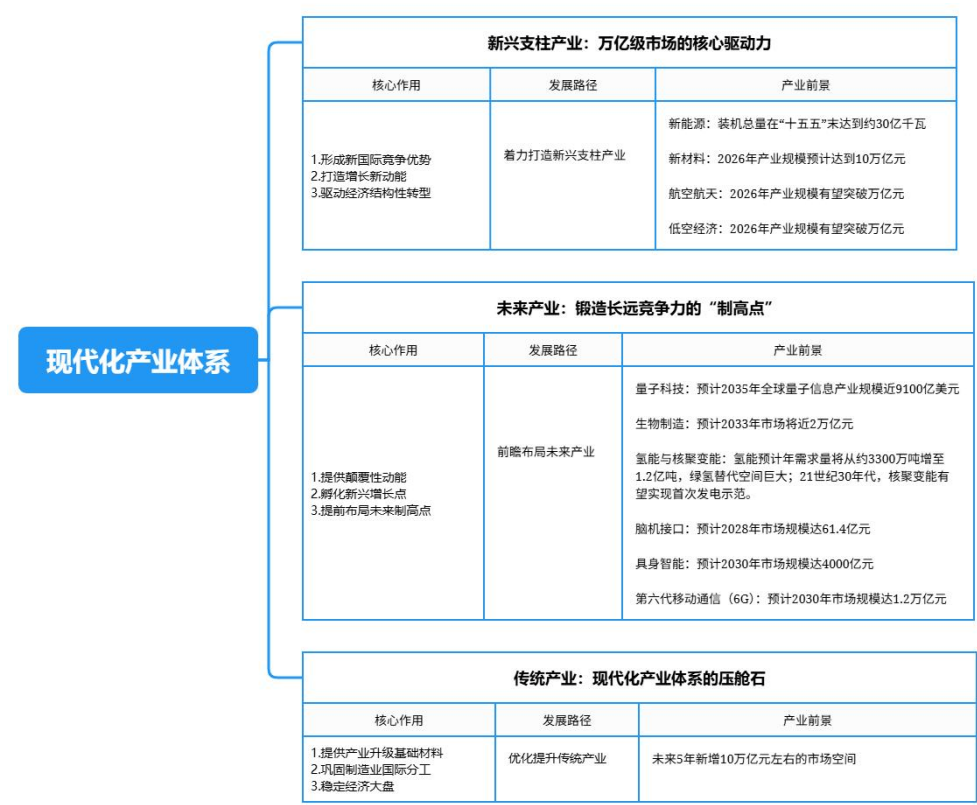 现代化产业体系
新兴支柱产业：万亿级市场的核心驱动力
核心作用
发展路径
产业前景
1.形成新国际竞争优势
2.打造增长新动能
3.驱动经济结构性转型
着力打造新兴支柱产业
新能源：装机总量在“十五五”末达到约30亿千瓦
新材料：2026年产业规模预计达到10万亿元
航空航天：2026年产业规模有望突破万亿元
低空经济：2026年产业规模有望突破万亿元
未来产业：锻造长远竞争力的“制高点”
核心作用
发展路径
产业前景
1.提供颠覆性动能
2.孵化新兴增长点
3.提前布局未来制高点
前瞻布局未来产业
量子科技：预计2035年全球量子信息产业规模近9100亿美元
生物制造：预计2033年市场将近2万亿元
氢能与核聚变能：氢能预计年需求量将从约3300万吨增至
1.2亿吨，绿氢替代空间巨大；21世纪30年代，核聚变能有
望实现首次发电示范。
脑机接口：预计2028年市场规模达61.4亿元
具身智能：预计2030年市场规模达4000亿元
第六代移动通信（6G）：预计2030年市场规模达1.2万亿元
传统产业：现代化产业体系的压舱石
核心作用
发展路径
产业前景
1.提供产业升级基础材料
2.巩固制造业国际分工
3.稳定经济大盘
优化提升传统产业
未来5年新增10万亿元左右的市场空间